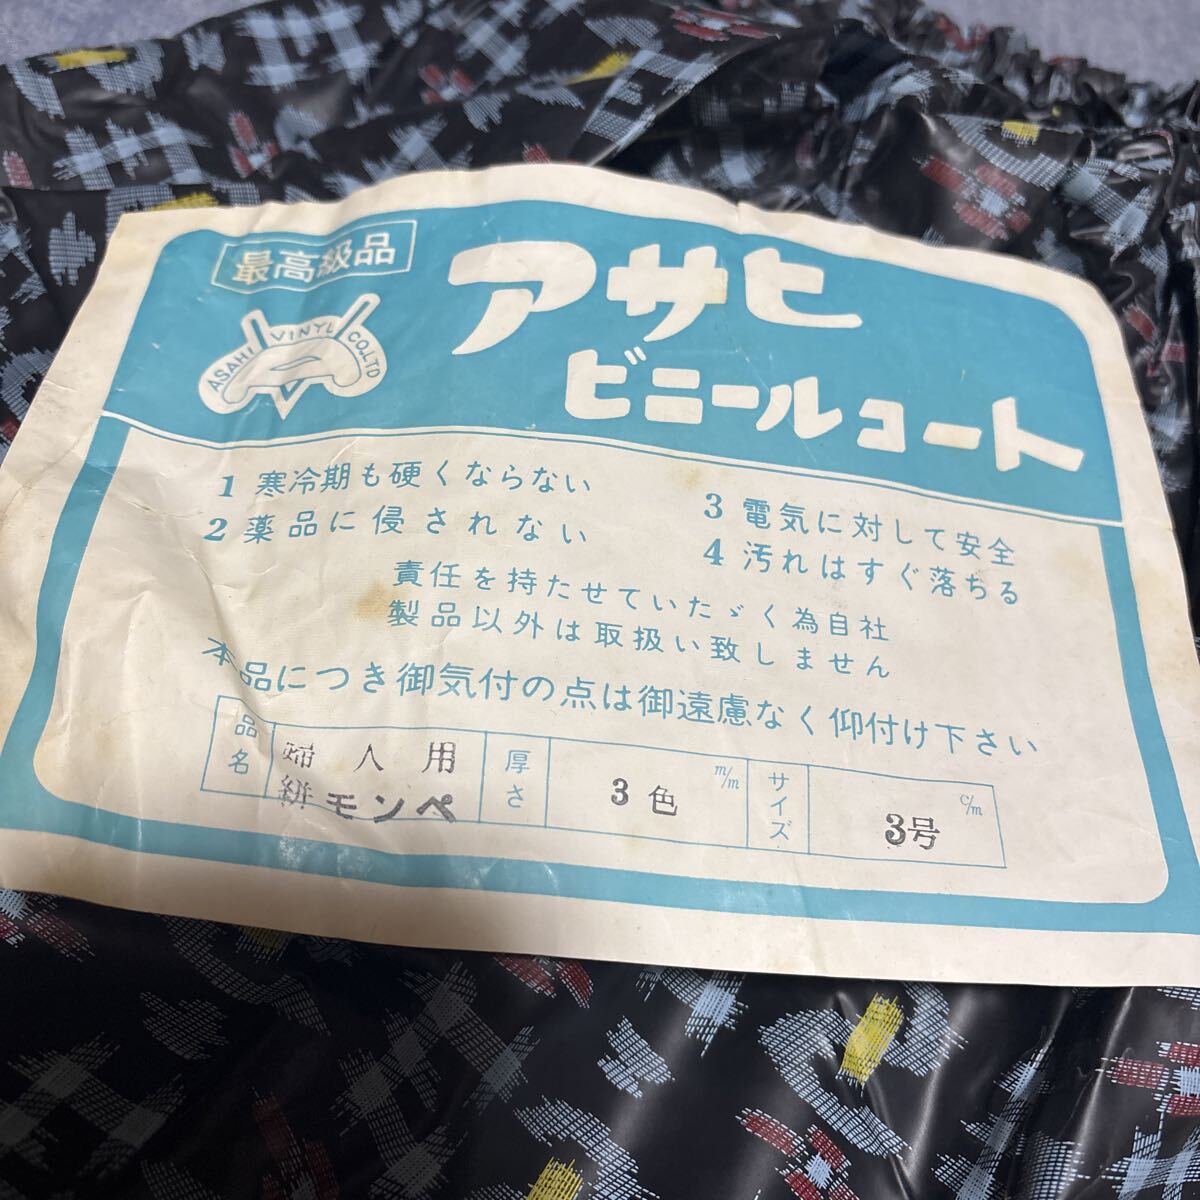 最高級品
ASAHI VINYL CO,LTD
アサヒ
ビニールコート
1 寒冷期も硬くならない
2 薬品に侵されない
3 電気に対して安全
4 汚れはすぐ落ちる
責任を持たせていたゞく為自社
製品以外は取扱い致しません
本品につき御気付の点は御遠慮なく仰付け下さい
品名
婦人用
絣モンペ
厚さ
3色
m/m
サイズ
3号
c/m